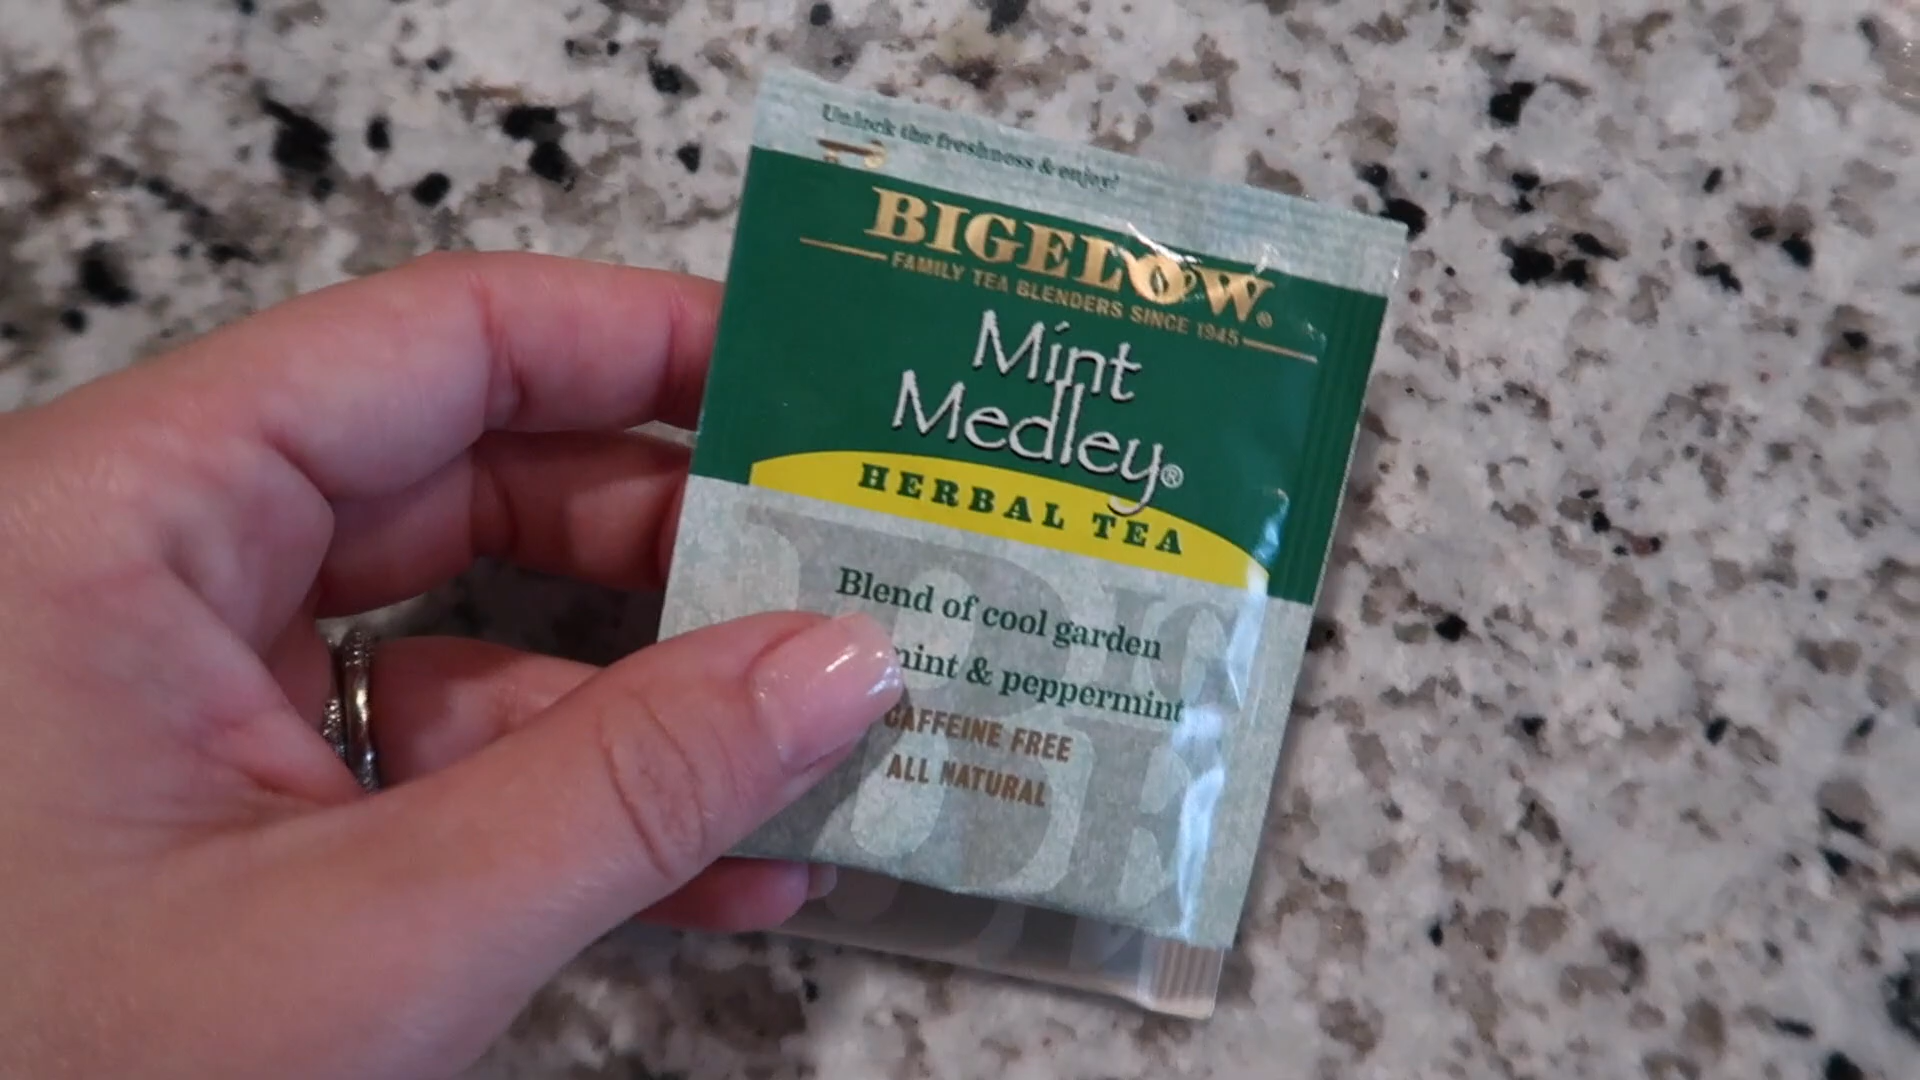 Unlock the freshness & enjoy!
BIGELOW®
FAMILY TEA BLENDERS SINCE 1945
Mint
Medley®
HERBAL TEA
Blend of cool garden
mint & peppermint
CAFFEINE FREE
ALL NATURAL